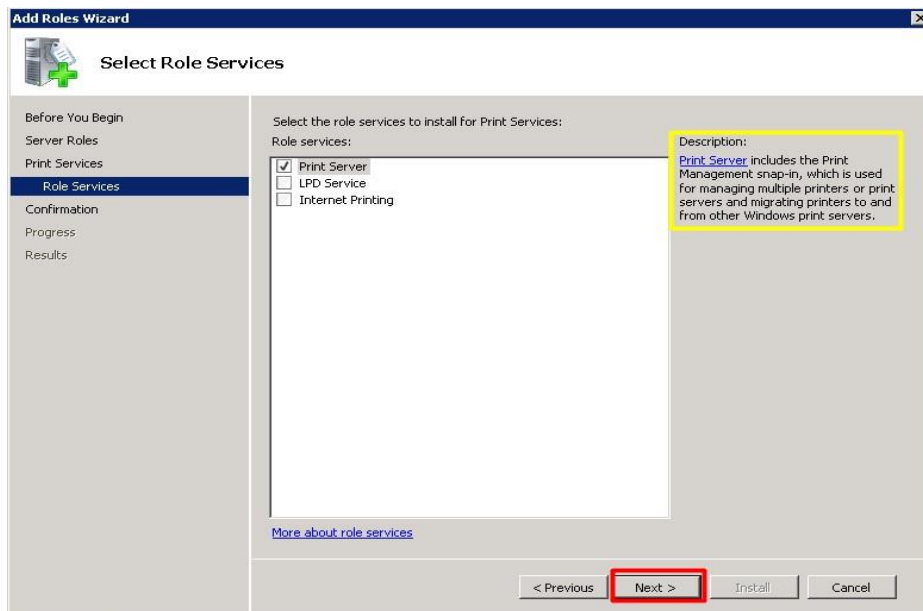 Add Roles Wizard
Select Role Services
Before You Begin
Server Roles
Print Services
Role Services
Confirmation
Progress
Results
Select the role services to install for Print Services:
Role services:
Print Server
LPD Service
Internet Printing
More about role services
Description:
Print Server includes the Print
Management snap-in, which is used
for managing multiple printers or print
servers and migrating printers to and
from other Windows print servers.
< Previous
Next >
Install
Cancel